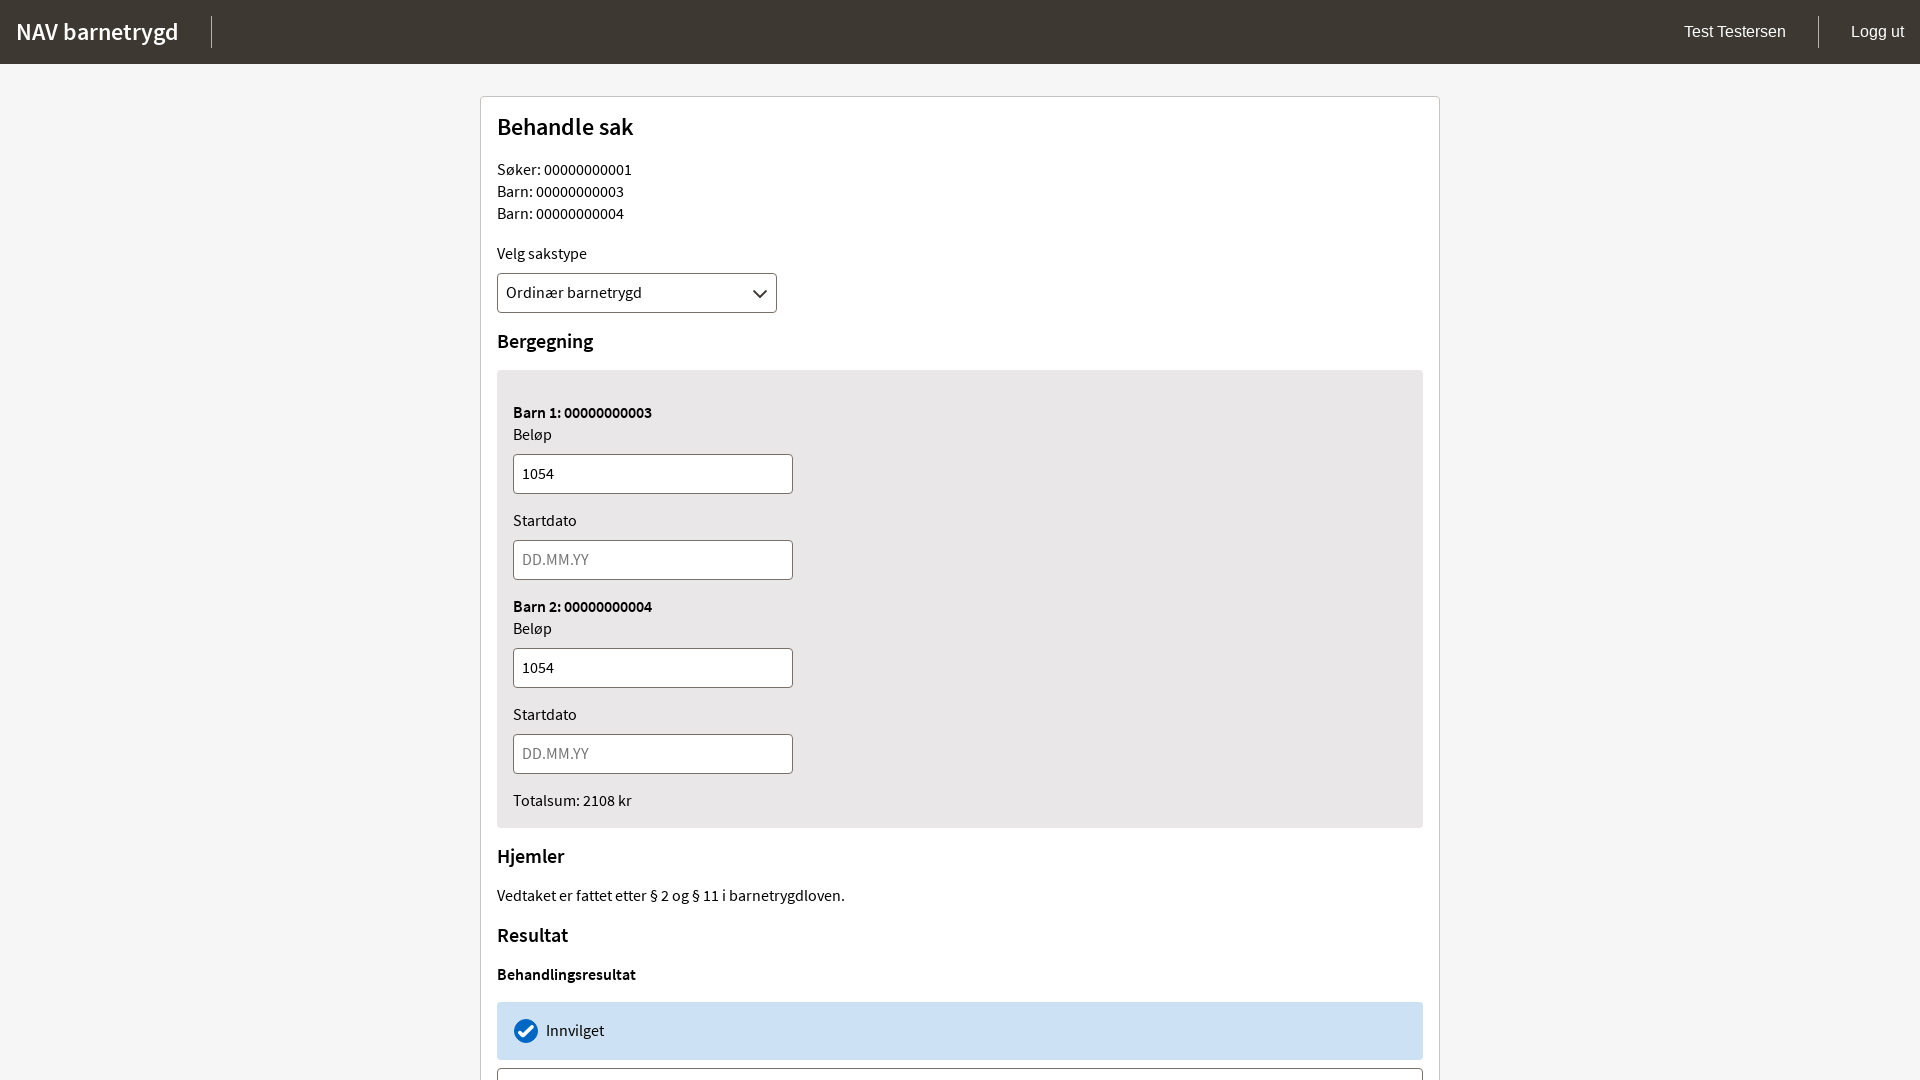 NAV barnetrygd
Test Testersen
Logg ut
Behandle sak
Søker: 00000000001
Barn: 00000000003
Barn: 00000000004
Velg sakstype
Ordinær barnetrygd
Bergegning
Barn 1: 00000000003
Beløp
1054
Startdato
DD.MM.YY
Barn 2: 00000000004
Beløp
1054
Startdato
DD.MM.YY
Totalsum: 2108 kr
Hjemler
Vedtaket er fattet etter § 2 og § 11 i barnetrygdloven.
Resultat
Behandlingsresultat
Innvilget